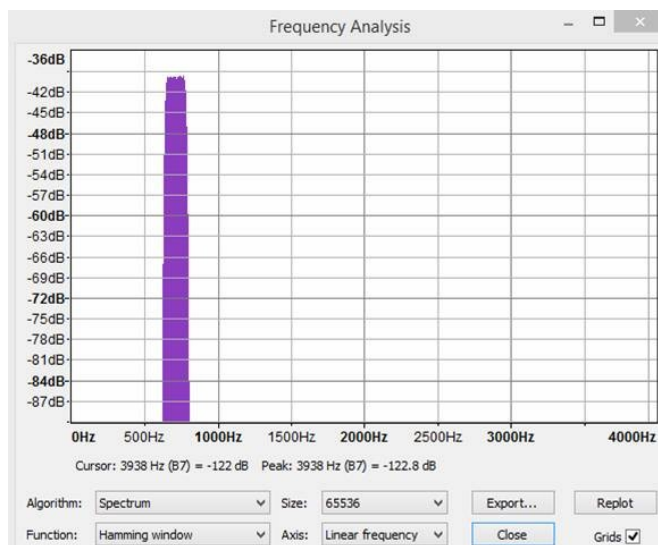 Frequency Analysis
-36dB
-42dB
-45dB
-48dB
-51dB
-54dB
-57dB
-60dB
-63dB
-66dB
-69dB
-72dB
-75dB
-78dB
-81dB
-84dB
-87dB
0Hz 500Hz 1000Hz 1500Hz 2000Hz 2500Hz 3000Hz 4000Hz
Cursor: 3938 Hz (B7) = -122 dB Peak: 3938 Hz (B7) = -122.8 dB
Algorithm: Spectrum Size: 65536 Export... Replot
Function: Hamming window Axis: Linear frequency Close Grids